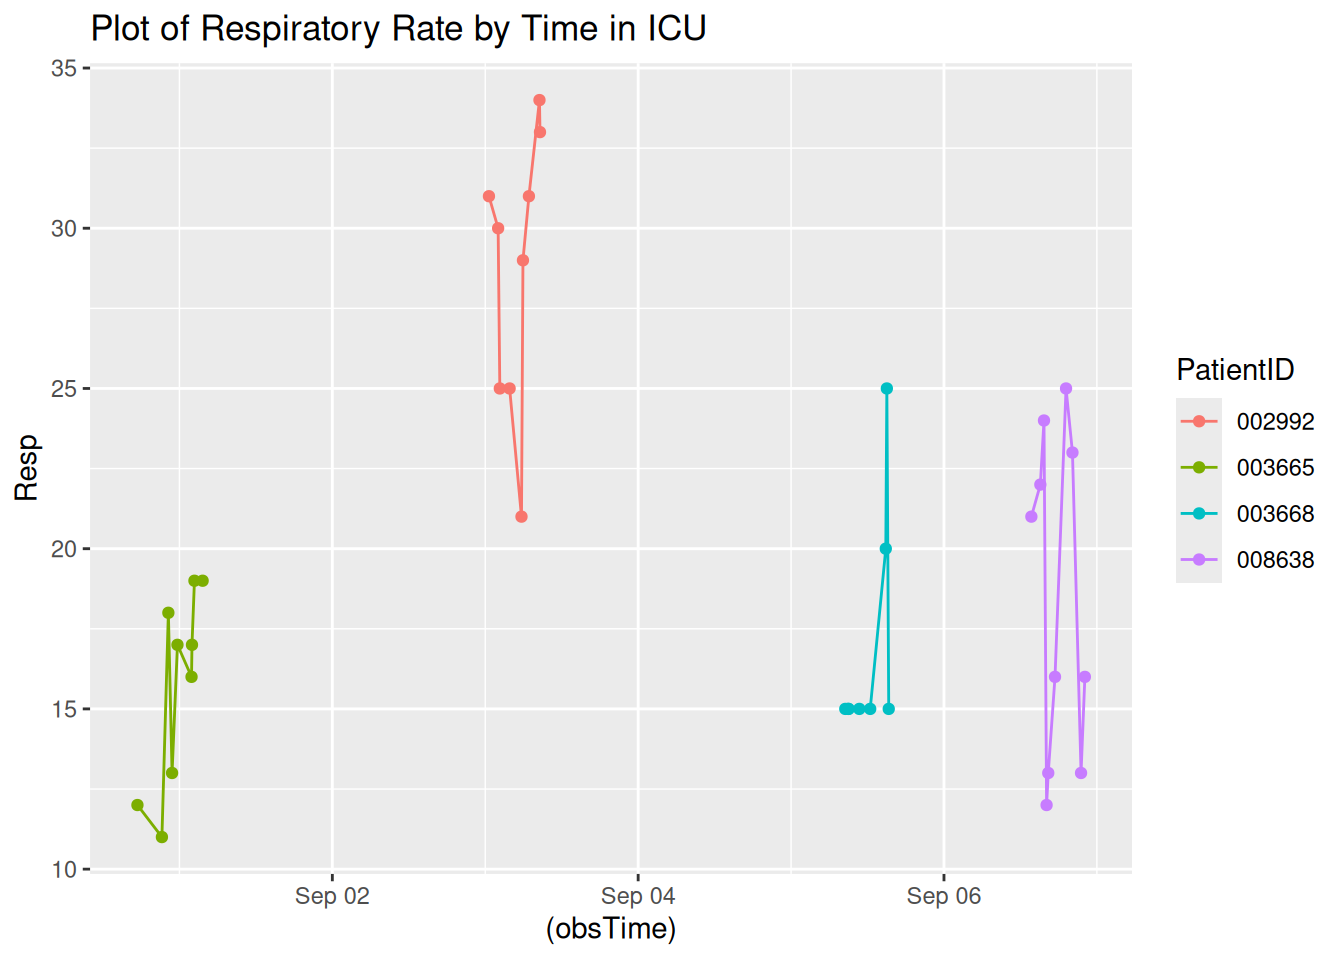 Plot of Respiratory Rate by Time in ICU
35
30
25
20
15
10
Resp
Sep 02
Sep 04
Sep 06
(obsTime)
PatientID
002992
003665
003668
008638